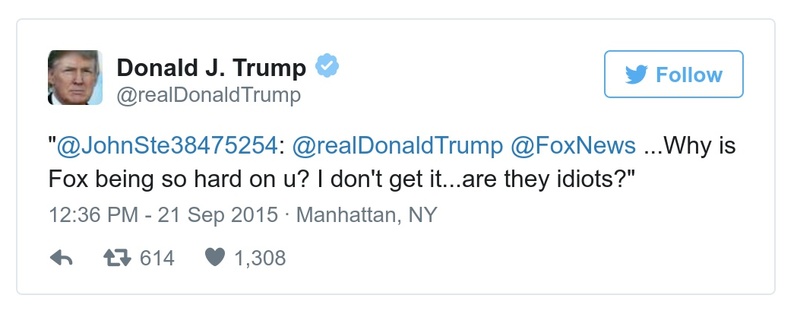 Donald J. Trump
@realDonaldTrump
Follow
"@JohnSte38475254: @realDonaldTrump @FoxNews ...Why is
Fox being so hard on u? I don't get it...are they idiots?"
12:36 PM - 21 Sep 2015 · Manhattan, NY
614 1,308